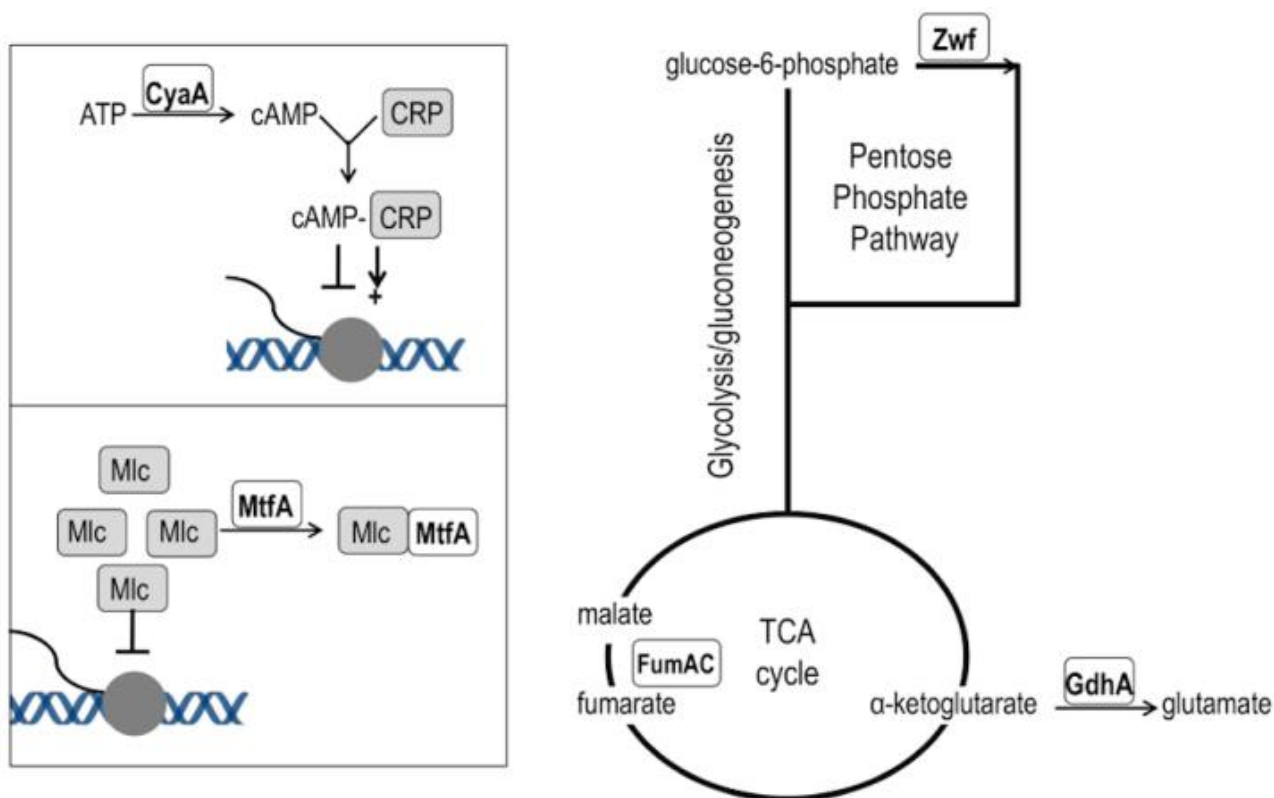 CyaA
ATP
cAMP
CRP
cAMP-
CRP
+
Mlc
MtfA
Mlc
Mlc
Mlc
MtfA
Mlc
Zwf
glucose-6-phosphate
Pentose
Phosphate
Pathway
Glycolysis/gluconeogenesis
malate
TCA
cycle
FumAC
fumarate
α-ketoglutarate
GdhA
glutamate